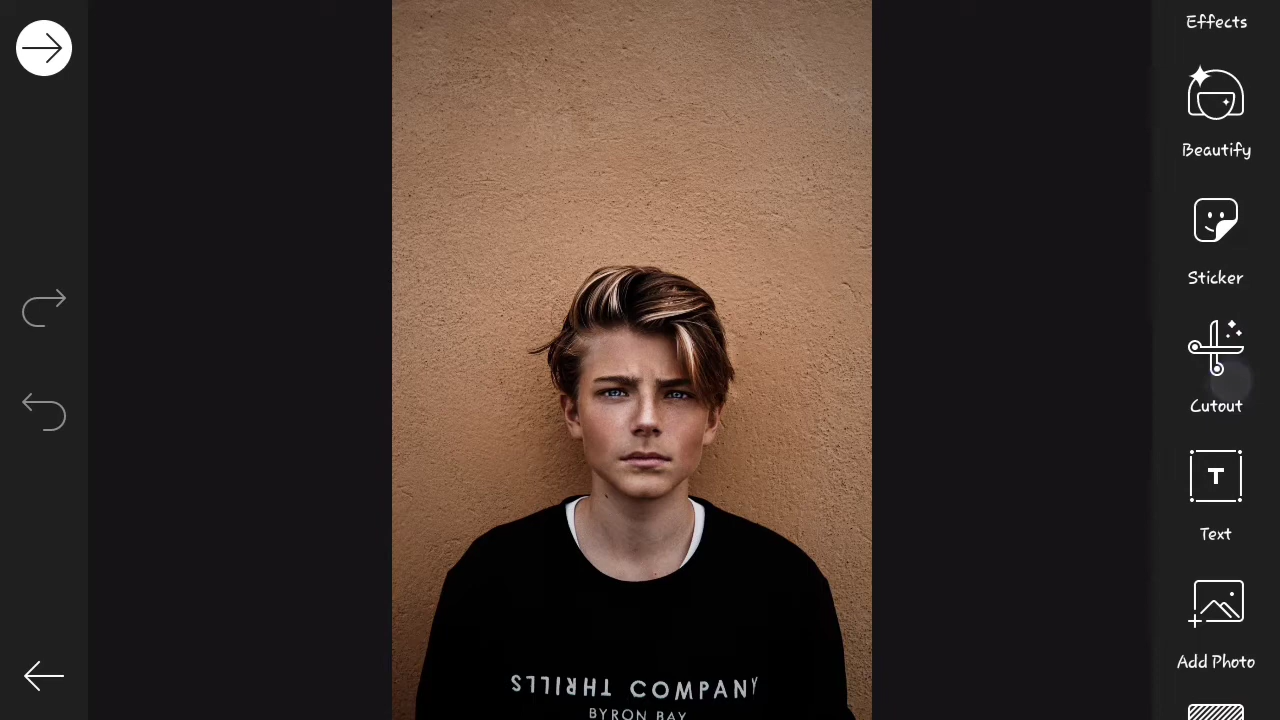 Effects
Beautify
Sticker
Cutout
T
Text
Add Photo
THRILLS COMPANY
BYRON BAY